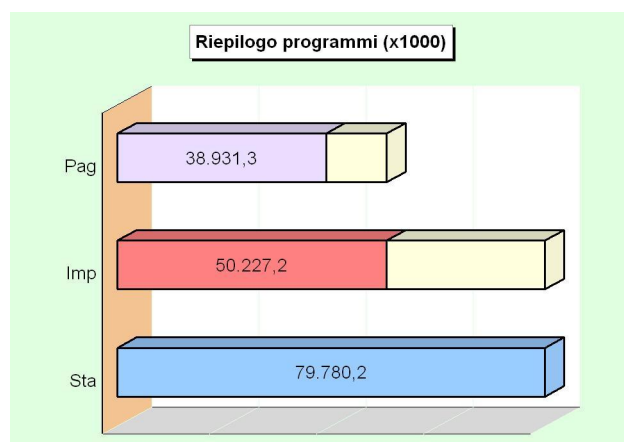 Riepilogo programmi (x1000)
Pag
38.931,3
Imp
50.227,2
Sta
79.780,2